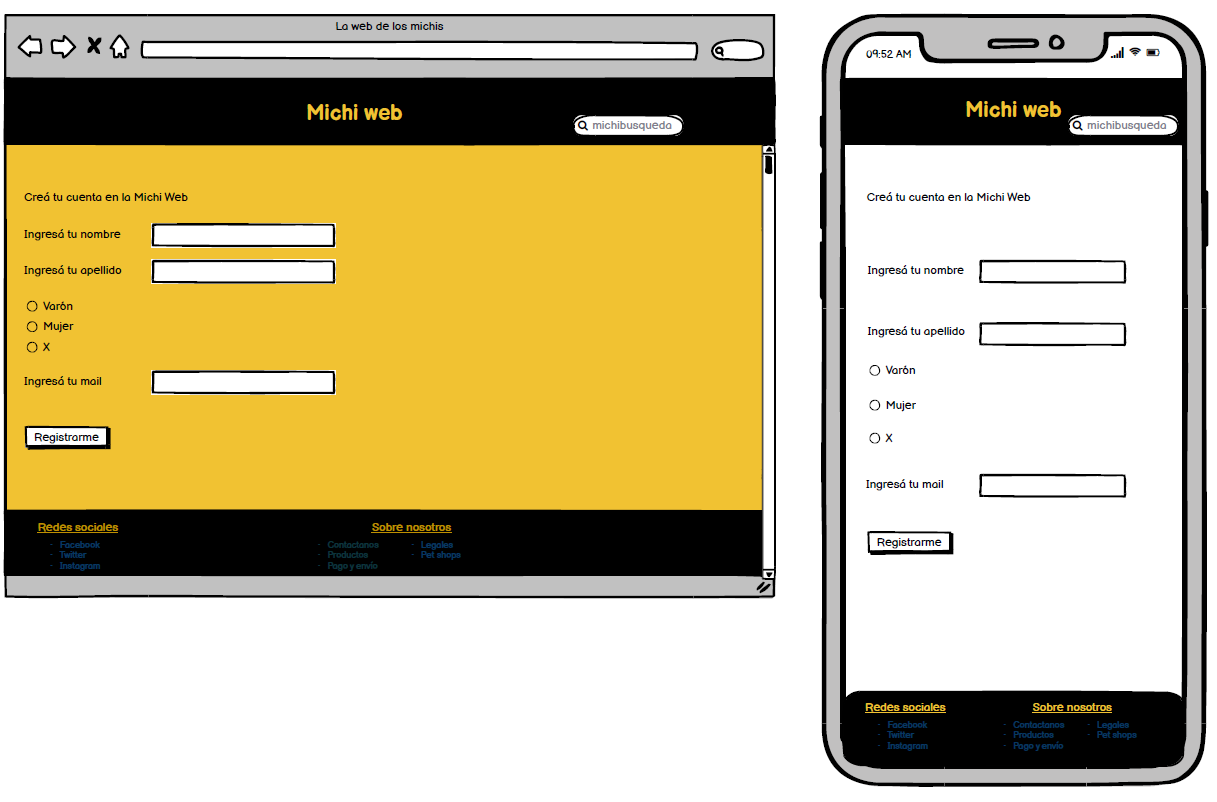 La web de los michis
Michi web
michibusqueda
Creá tu cuenta en la Michi Web
Ingresá tu nombre
Ingresá tu apellido
Varón
Mujer
X
Ingresá tu mail
Registrarme
Redes sociales
- Facebook
- Twitter
- Instagram
Sobre nosotros
- Contactanos
- Productos
- Pago y envío
- Legales
- Pet shops
09:52 AM
Michi web
michibusqueda
Creá tu cuenta en la Michi Web
Ingresá tu nombre
Ingresá tu apellido
Varón
Mujer
X
Ingresá tu mail
Registrarme
Redes sociales
- Facebook
- Twitter
- Instagram
Sobre nosotros
- Contactanos
- Productos
- Pago y envío
- Legales
- Pet shops